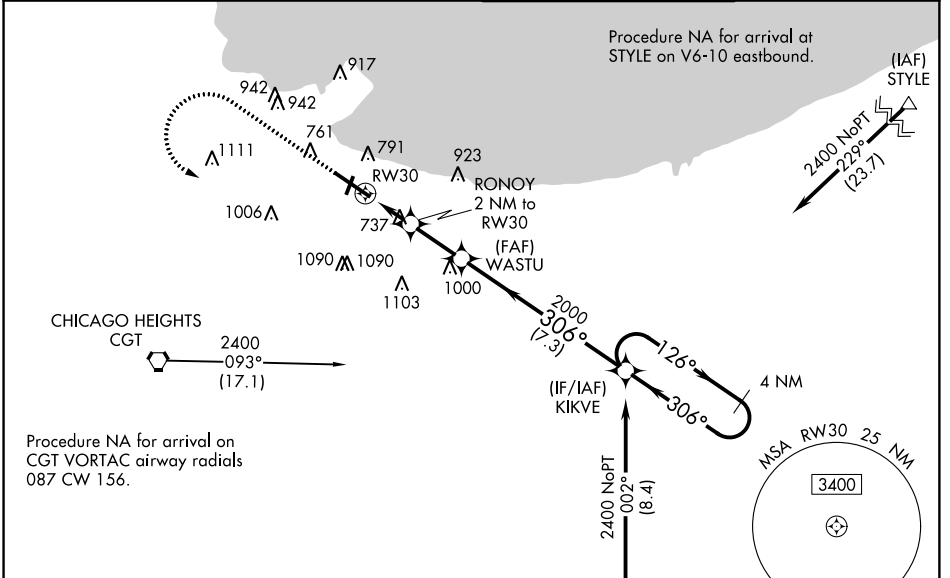 Procedure NA for arrival at
STYLE on V6-10 eastbound.
(IAF)
STYLE
2400 NoPT
229°
(23.7)
917
942
942
761
791
1111
923
RW30
RONOY
2 NM to
RW30
1006
737
(FAF)
WASTU
1090
1090
1000
1103
2000
306°
(7.3)
CHICAGO HEIGHTS
CGT
2400
093°
(17.1)
126°
4 NM
306°
(IF/IAF)
KIKVE
Procedure NA for arrival on
CGT VORTAC airway radials
087 CW 156.
2400 NoPT
002°
(8.4)
MSA RW30 25 NM
3400